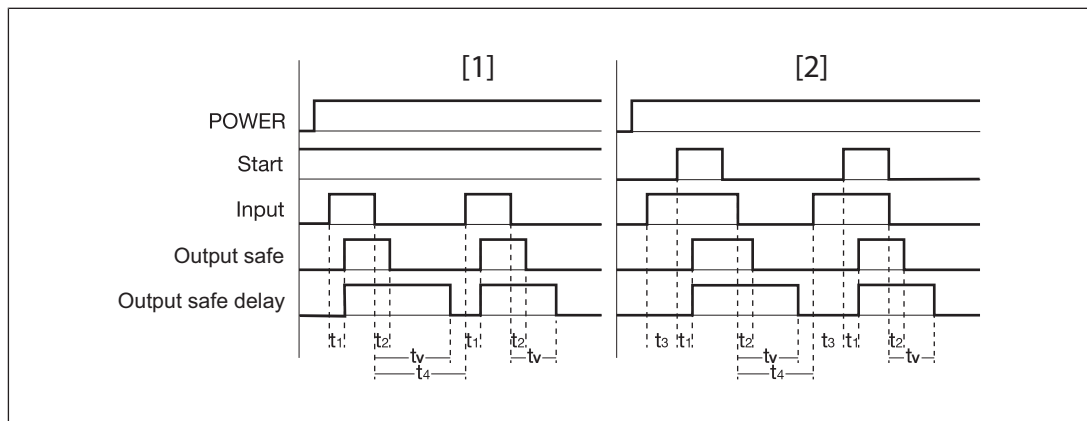 [1] [2]
POWER
Start
Input
Output safe
Output safe delay
t1 t2 t1 t2 t3 t1 t2 t3 t1 t2
tv tv tv tv
t4 t4